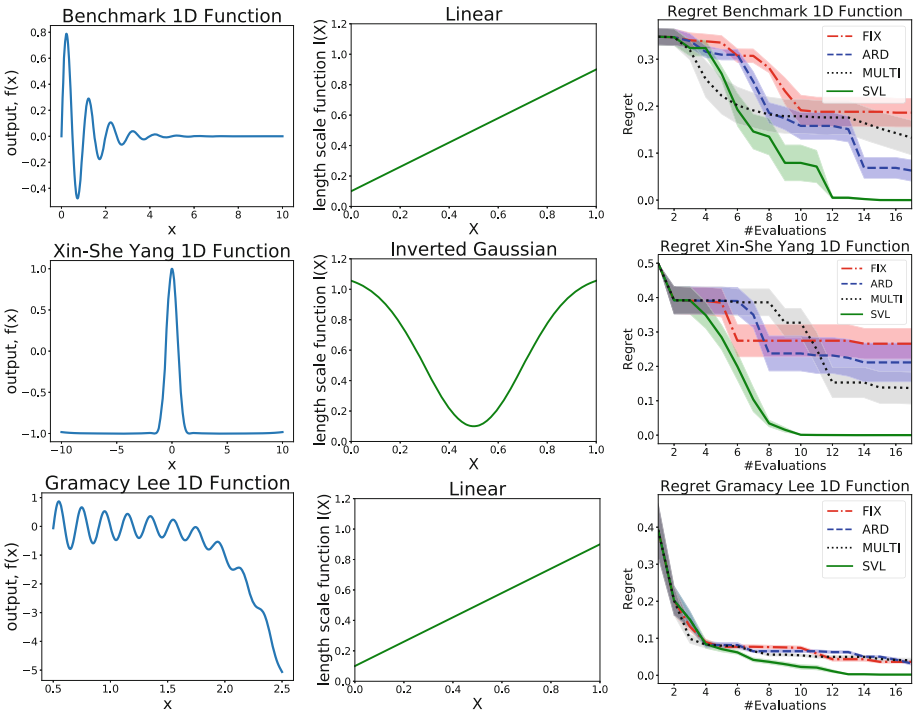 Benchmark 1D Function
output, f(x)
0.8
0.6
0.4
0.2
0.0
−0.2
−0.4
0 2 4 6 8 10
x
Linear
length scale function l(X)
1.2
1.0
0.8
0.6
0.4
0.2
0.0
0.0 0.2 0.4 0.6 0.8 1.0
X
Regret Benchmark 1D Function
Regret
0.3
0.2
0.1
0.0
FIX
ARD
MULTI
SVL
2 4 6 8 10 12 14 16
#Evaluations
Xin-She Yang 1D Function
output, f(x)
1.0
0.5
0.0
−0.5
−1.0
−10 −5 0 5 10
x
Inverted Gaussian
length scale function l(X)
1.2
1.0
0.8
0.6
0.4
0.2
0.0
0.0 0.2 0.4 0.6 0.8 1.0
X
Regret Xin-She Yang 1D Function
Regret
0.5
0.4
0.3
0.2
0.1
0.0
FIX
ARD
MULTI
SVL
2 4 6 8 10 12 14 16
#Evaluations
Gramacy Lee 1D Function
output, f(x)
1
0
−1
−2
−3
−4
−5
0.5 1.0 1.5 2.0 2.5
x
Linear
length scale function l(X)
1.2
1.0
0.8
0.6
0.4
0.2
0.0
0.0 0.2 0.4 0.6 0.8 1.0
X
Regret Gramacy Lee 1D Function
Regret
0.4
0.3
0.2
0.1
0.0
FIX
ARD
MULTI
SVL
2 4 6 8 10 12 14 16
#Evaluations